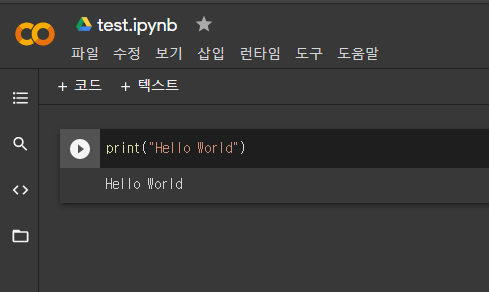 test.ipynb
파일 수정 보기 삽입 런타임 도구 도움말
+ 코드 + 텍스트
print("Hello World")
Hello World